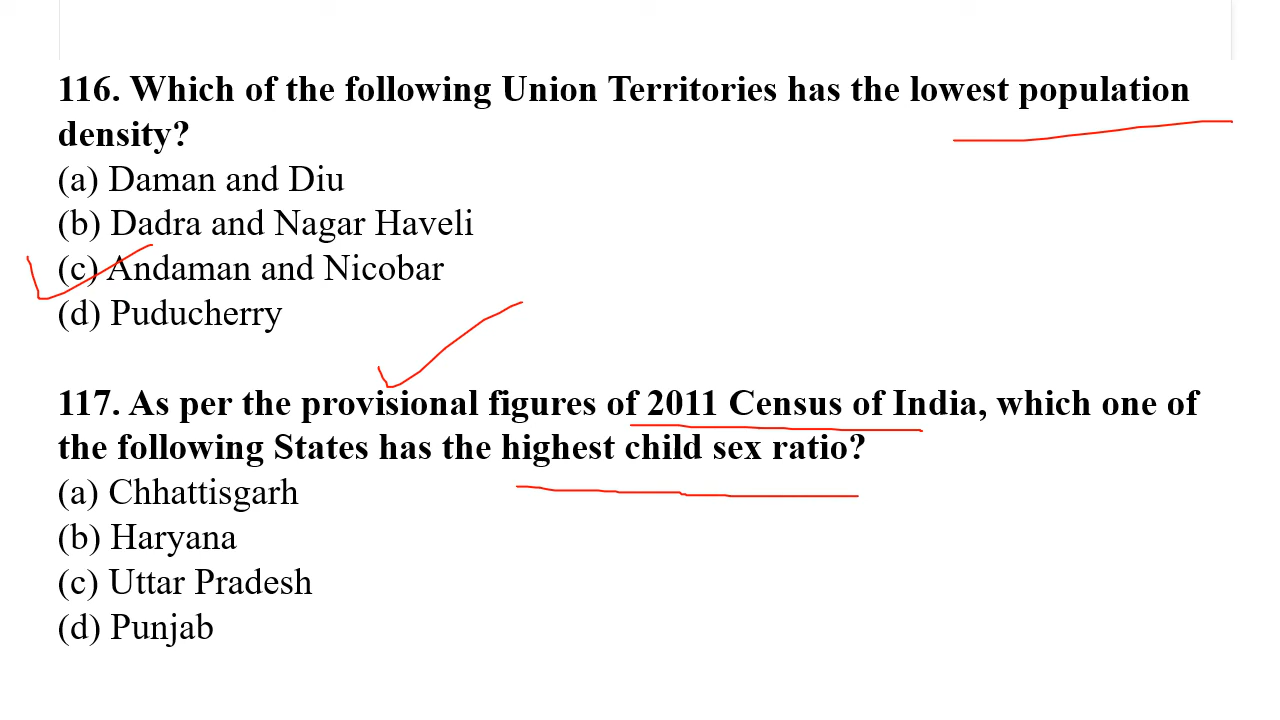 116. Which of the following Union Territories has the lowest population
density?
(a) Daman and Diu
(b) Dadra and Nagar Haveli
(c) Andaman and Nicobar
(d) Puducherry
117. As per the provisional figures of 2011 Census of India, which one of
the following States has the highest child sex ratio?
(a) Chhattisgarh
(b) Haryana
(c) Uttar Pradesh
(d) Punjab